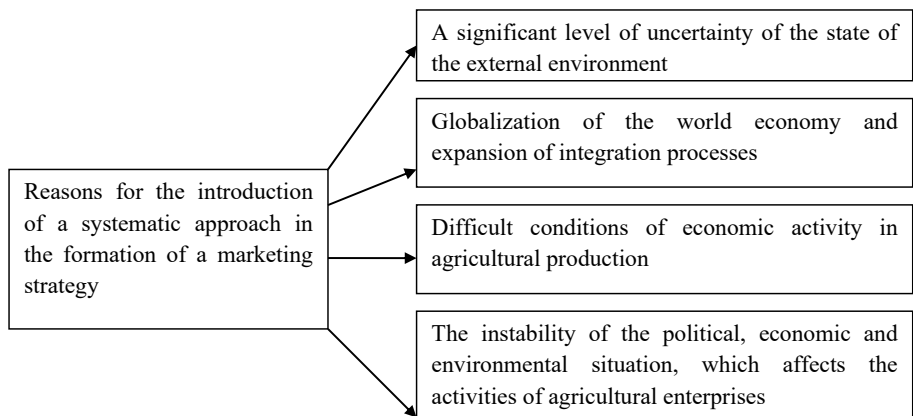 A significant level of uncertainty of the state of
the external environment
Globalization of the world economy and
expansion of integration processes
Reasons for the introduction
of a systematic approach in
the formation of a marketing
strategy
Difficult conditions of economic activity in
agricultural production
The instability of the political, economic and
environmental situation, which affects the
activities of agricultural enterprises